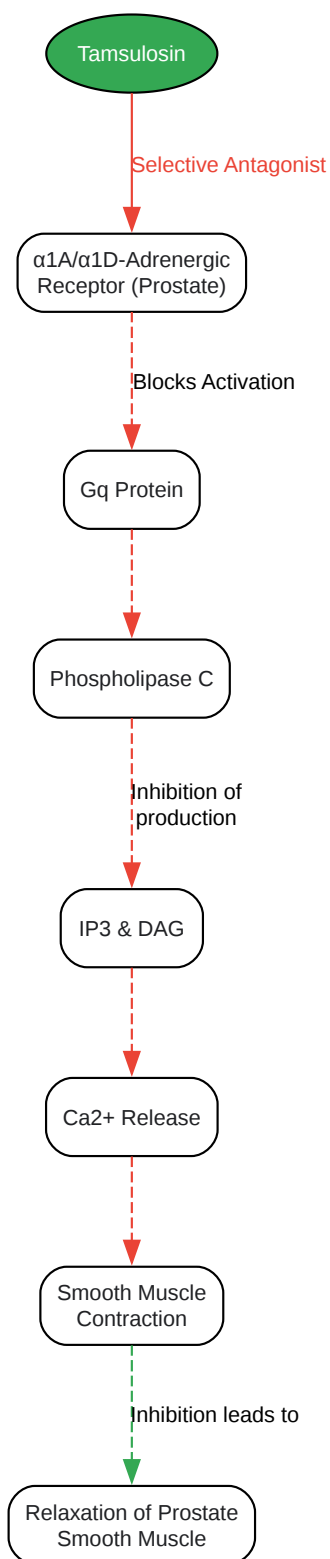 Tamsulosin
Selective Antagonist
α1A/α1D-Adrenergic
Receptor (Prostate)
Blocks Activation
Gq Protein
Phospholipase C
Inhibition of
production
IP3 & DAG
Ca2+ Release
Smooth Muscle
Contraction
Inhibition leads to
Relaxation of Prostate
Smooth Muscle